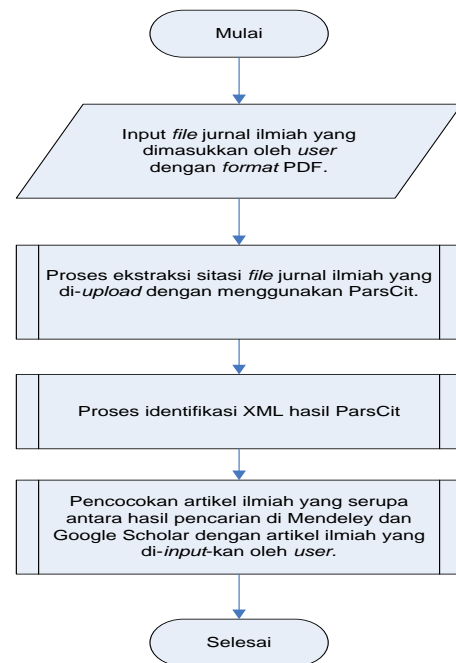 Mulai
Input file jurnal ilmiah yang
dimasukkan oleh user
dengan format PDF.
Proses ekstraksi sitasi file jurnal ilmiah yang
di-upload dengan menggunakan ParsCit.
Proses identifikasi XML hasil ParsCit
Pencocokan artikel ilmiah yang serupa
antara hasil pencarian di Mendeley dan
Google Scholar dengan artikel ilmiah yang
di-input-kan oleh user.
Selesai